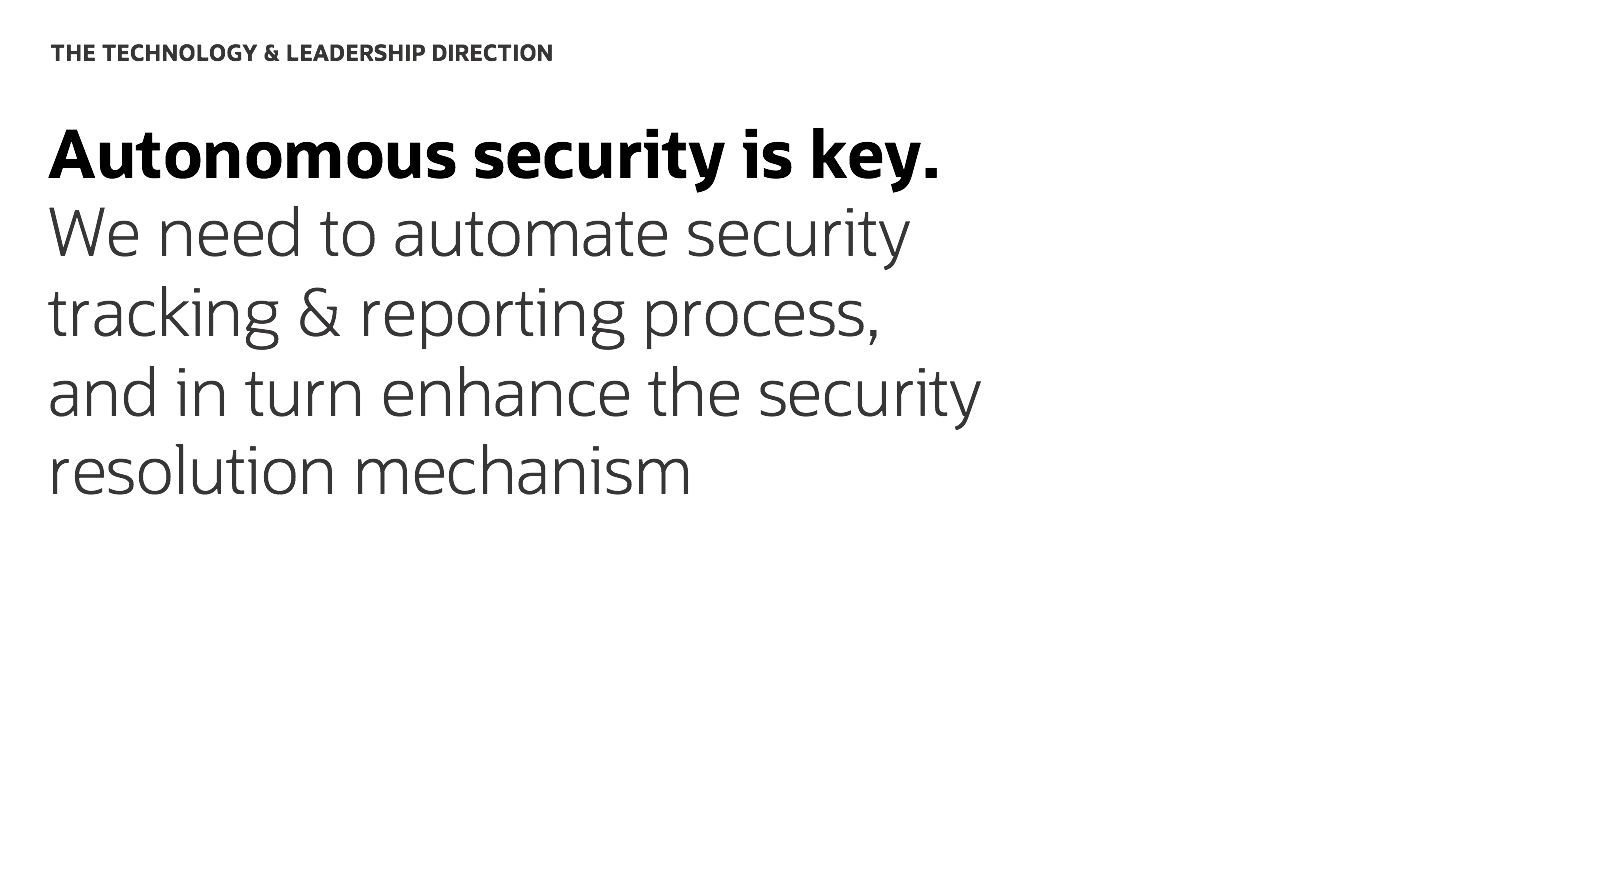 THE TECHNOLOGY & LEADERSHIP DIRECTION
Autonomous security is key.
We need to automate security
tracking & reporting process,
and in turn enhance the security
resolution mechanism